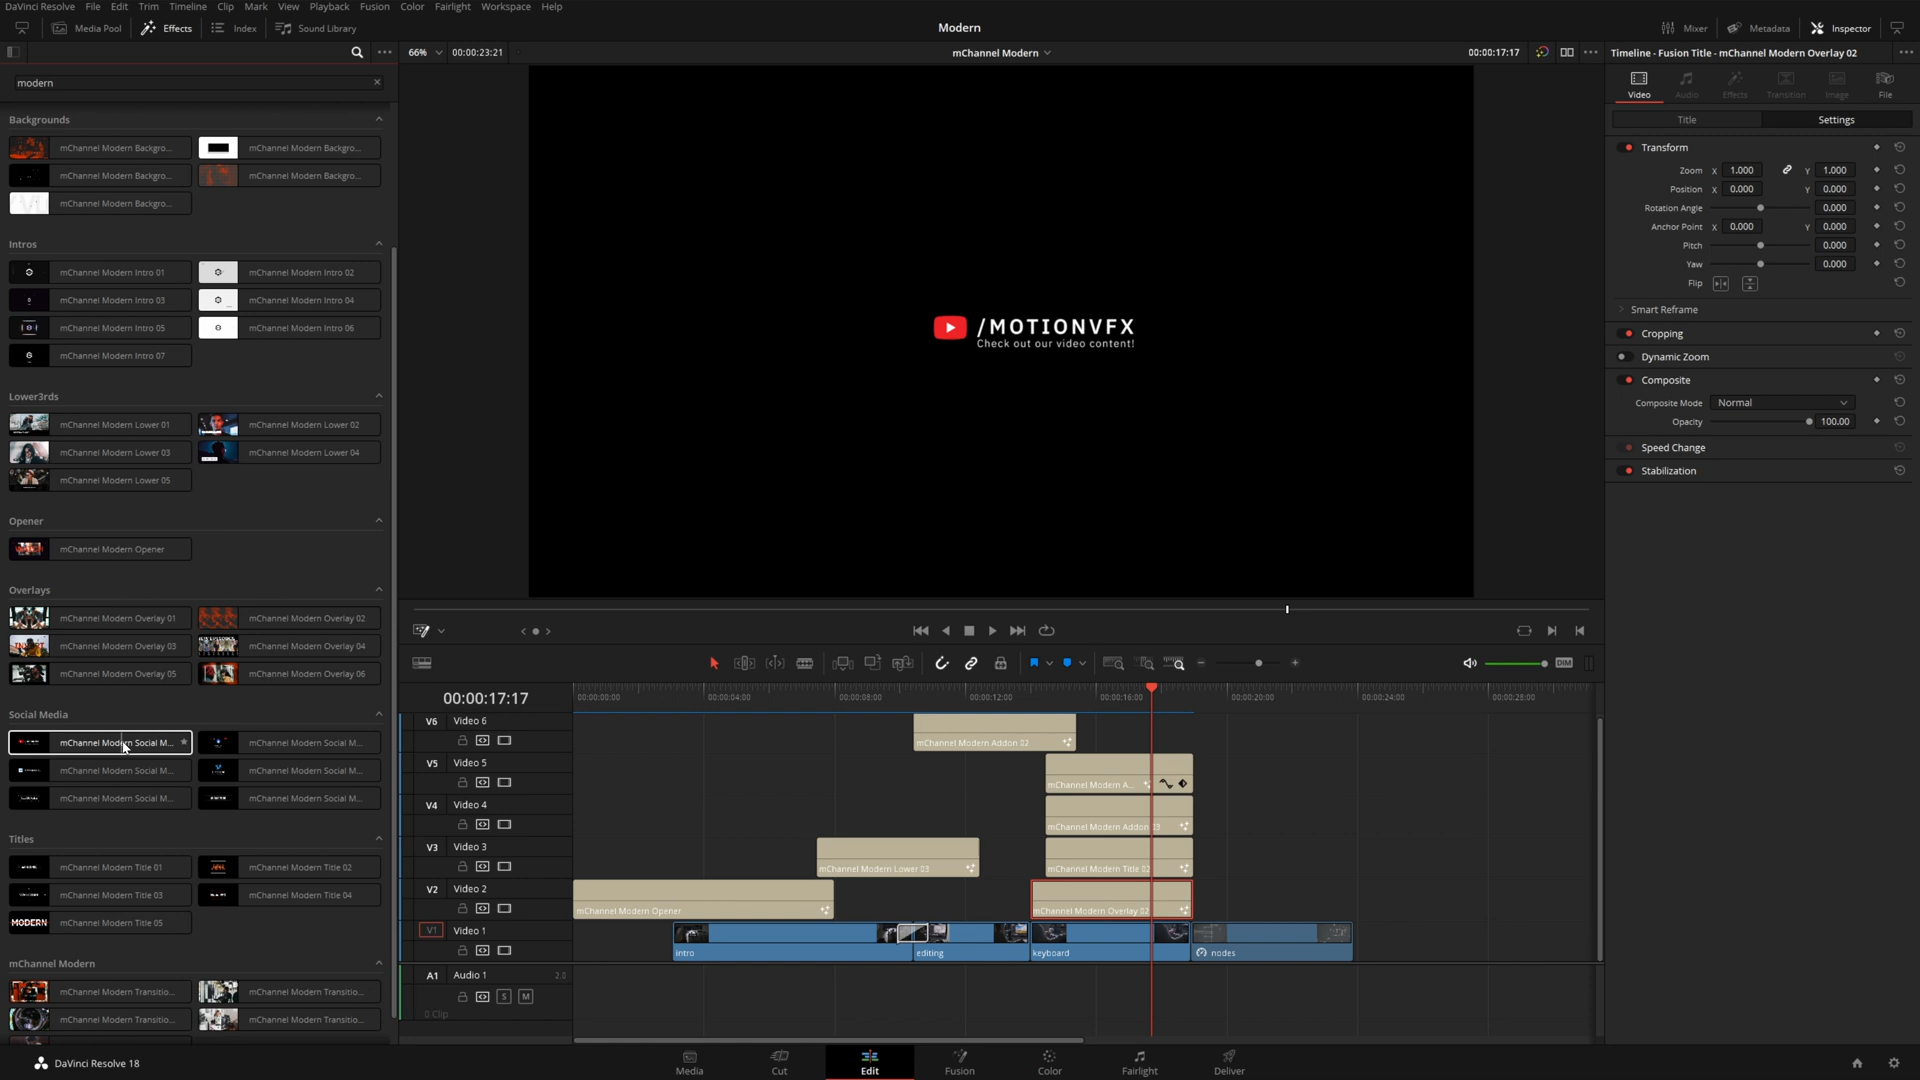 DaVinci Resolve File Edit Trim Timeline Clip Mark View Playback Fusion Color Fairlight Workspace Help
Media Pool Effects Index Sound Library Modern Mixer Metadata Inspector
66% 00:00:23:21 mChannel Modern 00:00:17:17 Timeline - Fusion Title - mChannel Modern Overlay 02
modern
Video Audio Effects Transition Image File
Title Settings
Backgrounds
mChannel Modern Backgro... mChannel Modern Backgro...
mChannel Modern Backgro... mChannel Modern Backgro...
mChannel Modern Backgro...
Intros
mChannel Modern Intro 01 mChannel Modern Intro 02
mChannel Modern Intro 03 mChannel Modern Intro 04
mChannel Modern Intro 05 mChannel Modern Intro 06
mChannel Modern Intro 07
Lower3rds
mChannel Modern Lower 01 mChannel Modern Lower 02
mChannel Modern Lower 03 mChannel Modern Lower 04
mChannel Modern Lower 05
Opener
mChannel Modern Opener
Overlays
mChannel Modern Overlay 01 mChannel Modern Overlay 02
mChannel Modern Overlay 03 mChannel Modern Overlay 04
mChannel Modern Overlay 05 mChannel Modern Overlay 06
Social Media
mChannel Modern Social M... mChannel Modern Social M...
mChannel Modern Social M... mChannel Modern Social M...
mChannel Modern Social M... mChannel Modern Social M...
Titles
mChannel Modern Title 01 mChannel Modern Title 02
mChannel Modern Title 03 mChannel Modern Title 04
MODERN mChannel Modern Title 05
mChannel Modern
mChannel Modern Transitio... mChannel Modern Transitio...
mChannel Modern Transitio... mChannel Modern Transitio...
/MOTIONVFX
Check out our video content!
Transform
Zoom X 1.000 Y 1.000
Position X 0.000 Y 0.000
Rotation Angle 0.000
Anchor Point X 0.000 Y 0.000
Pitch 0.000
Yaw 0.000
Flip
Smart Reframe
Cropping
Dynamic Zoom
Composite
Composite Mode Normal
Opacity 100.00
Speed Change
Stabilization
DIM
00:00:17:17 00:00:00:00 00:00:04:00 00:00:08:00 00:00:12:00 00:00:16:00 00:00:20:00 00:00:24:00 00:00:28:00
V6 Video 6
mChannel Modern Addon 02
V5 Video 5
mChannel Modern A...
V4 Video 4
mChannel Modern Addon 03
V3 Video 3
mChannel Modern Lower 03 mChannel Modern Title 02
V2 Video 2
mChannel Modern Opener mChannel Modern Overlay 02
V1 Video 1
intro editing keyboard nodes
A1 Audio 1 2.0
S M
0 Clip
DaVinci Resolve 18 Media Cut Edit Fusion Color Fairlight Deliver